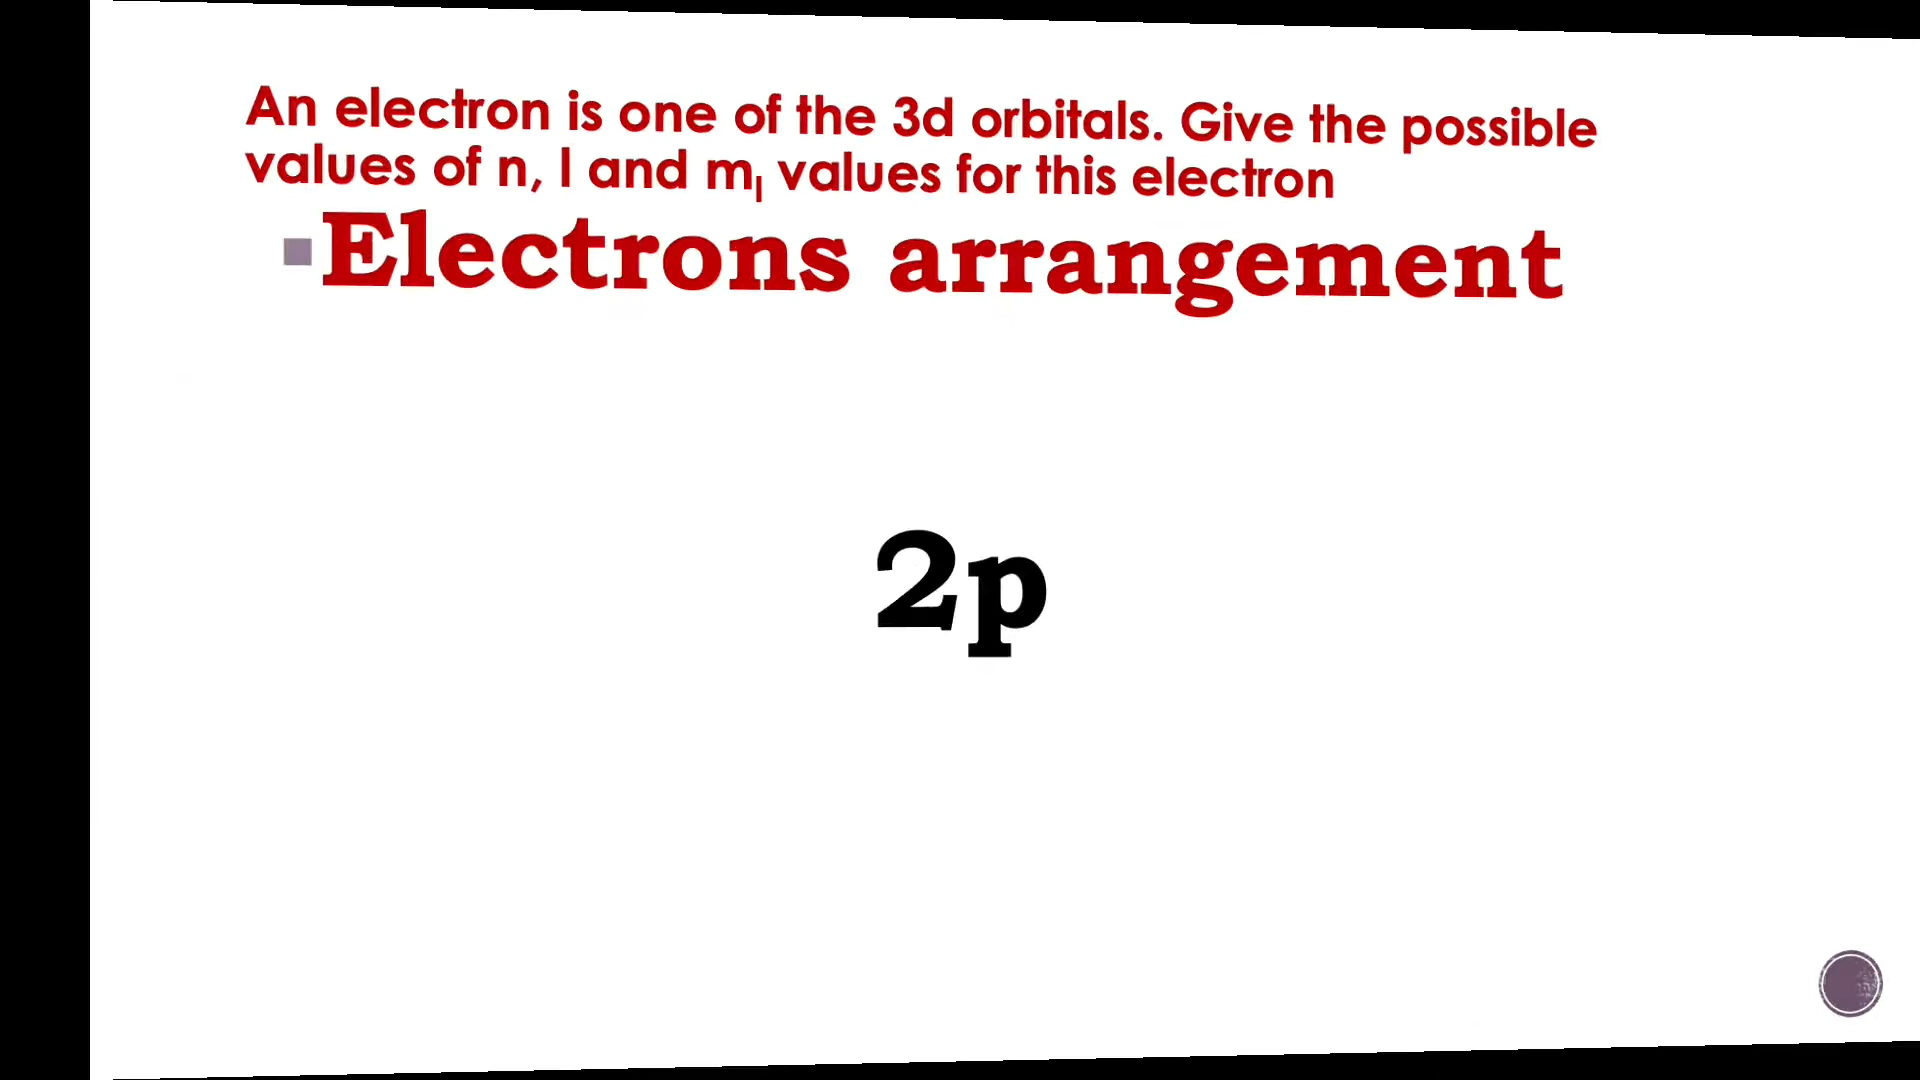 An electron is one of the 3d orbitals. Give the possible
values of n, l and ml values for this electron
Electrons arrangement
2p